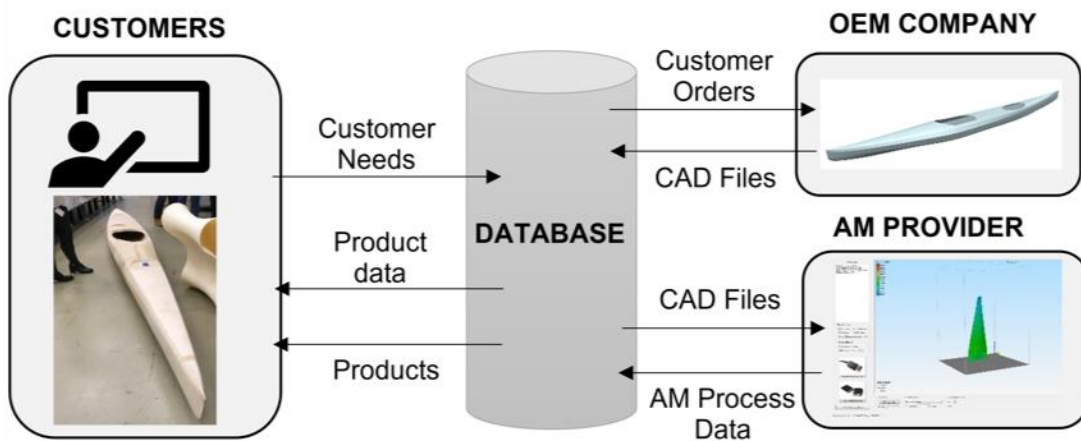 CUSTOMERS
Customer
Needs
Product
data
Products
DATABASE
OEM COMPANY
Customer
Orders
CAD Files
AM PROVIDER
CAD Files
AM Process
Data